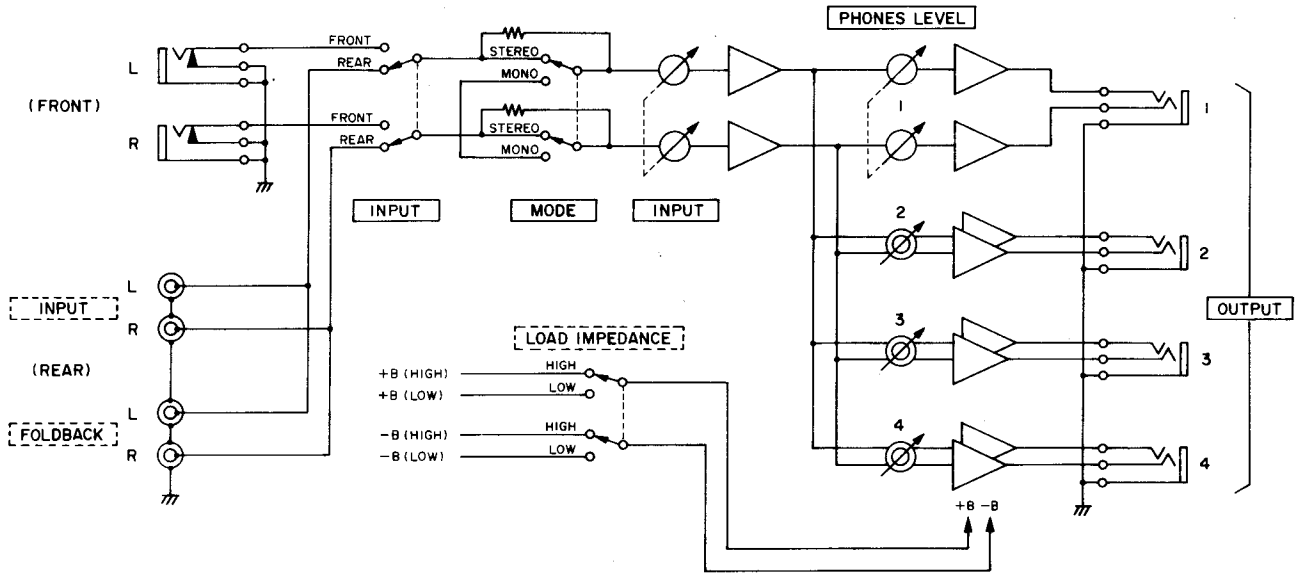 PHONES LEVEL
FRONT
REAR
STEREO
MONO
L
(FRONT)
R
FRONT
REAR
STEREO
MONO
1
1
INPUT
MODE
INPUT
2
2
L
INPUT
R
(REAR)
L
FOLDBACK
R
LOAD IMPEDANCE
+B (HIGH)
HIGH
+B (LOW)
LOW
−B (HIGH)
HIGH
−B (LOW)
LOW
3
3
OUTPUT
4
4
+B −B